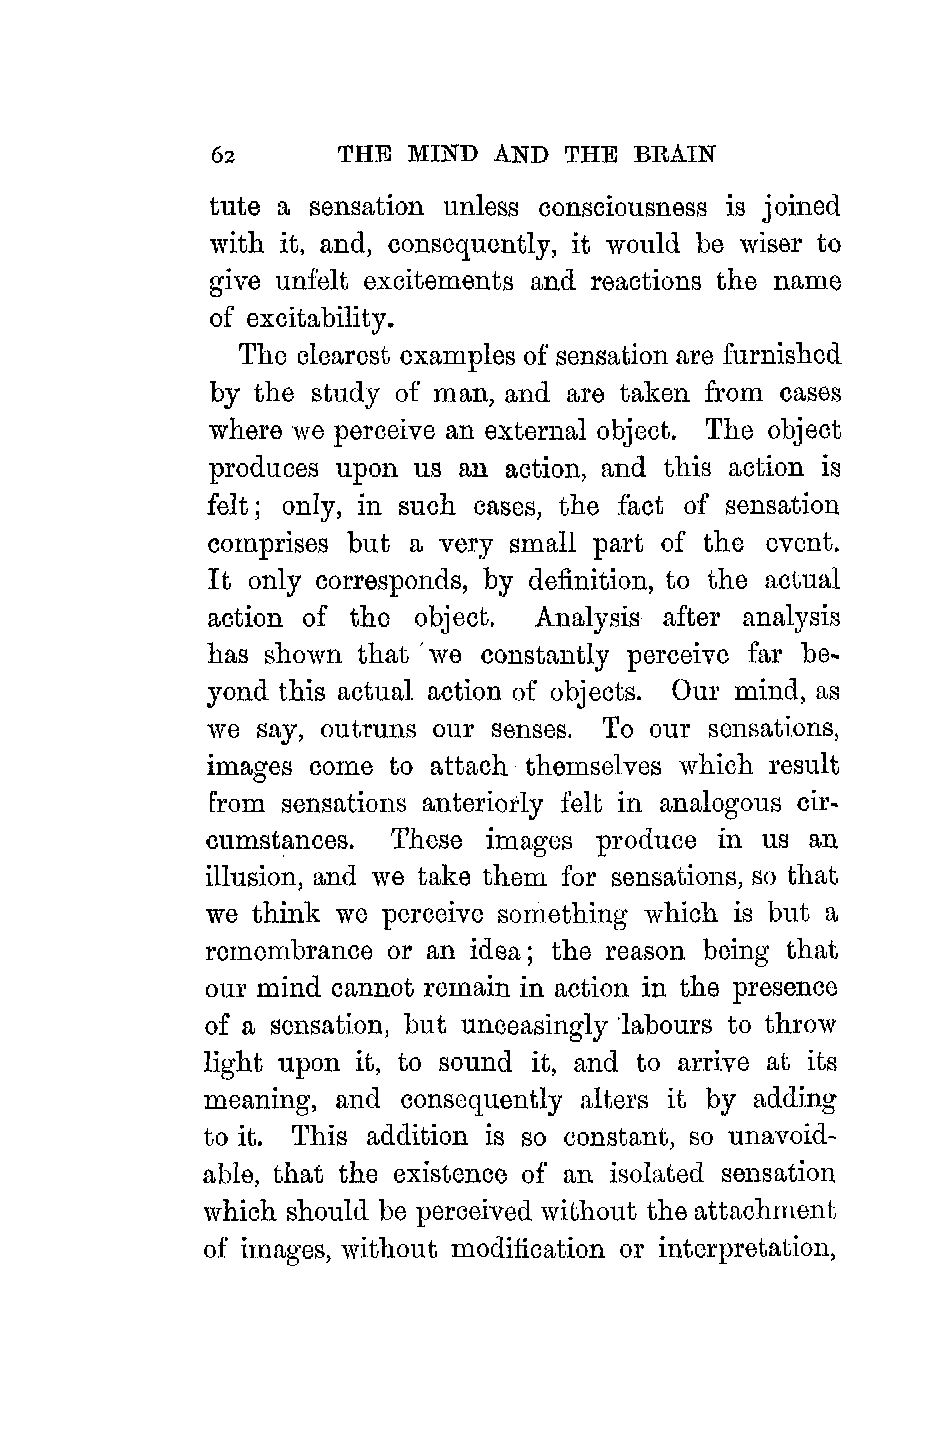 62 THE MIND AND THE BRAIN
tute a sensation unless consciousness is joined
with it, and, consequently, it would be wiser to
give unfelt excitements and reactions the name
of excitability.
The clearest examples of sensation are furnished
by the study of man, and are taken from cases
where we perceive an external object. The object
produces upon us an action, and this action is
felt; only, in such cases, the fact of sensation
comprises but a very small part of the event.
It only corresponds, by definition, to the actual
action of the object. Analysis after analysis
has shown that we constantly perceive far be-
yond this actual action of objects. Our mind, as
we say, outruns our senses. To our sensations,
images come to attach themselves which result
from sensations anteriorly felt in analogous cir-
cumstances. These images produce in us an
illusion, and we take them for sensations, so that
we think we perceive something which is but a
remembrance or an idea; the reason being that
our mind cannot remain in action in the presence
of a sensation, but unceasingly labours to throw
light upon it, to sound it, and to arrive at its
meaning, and consequently alters it by adding
to it. This addition is so constant, so unavoid-
able, that the existence of an isolated sensation
which should be perceived without the attachment
of images, without modification or interpretation,